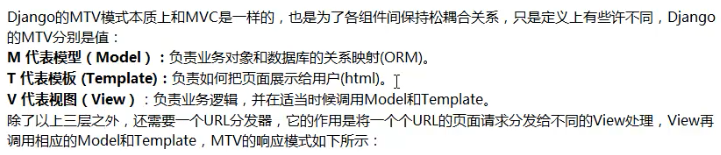 Django的MTV模式本质上和MVC是一样的，也是为了各组件间保持松耦合关系，只是定义上有些许不同，Django
的MTV分别是值：
M 代表模型（Model）：负责业务对象和数据库的关系映射(ORM)。
T 代表模板 (Template)：负责如何把页面展示给用户(html)。
V 代表视图（View）：负责业务逻辑，并在适当时候调用Model和Template。
除了以上三层之外，还需要一个URL分发器，它的作用是将一个个URL的页面请求分发给不同的View处理，View再
调用相应的Model和Template，MTV的响应模式如下所示：